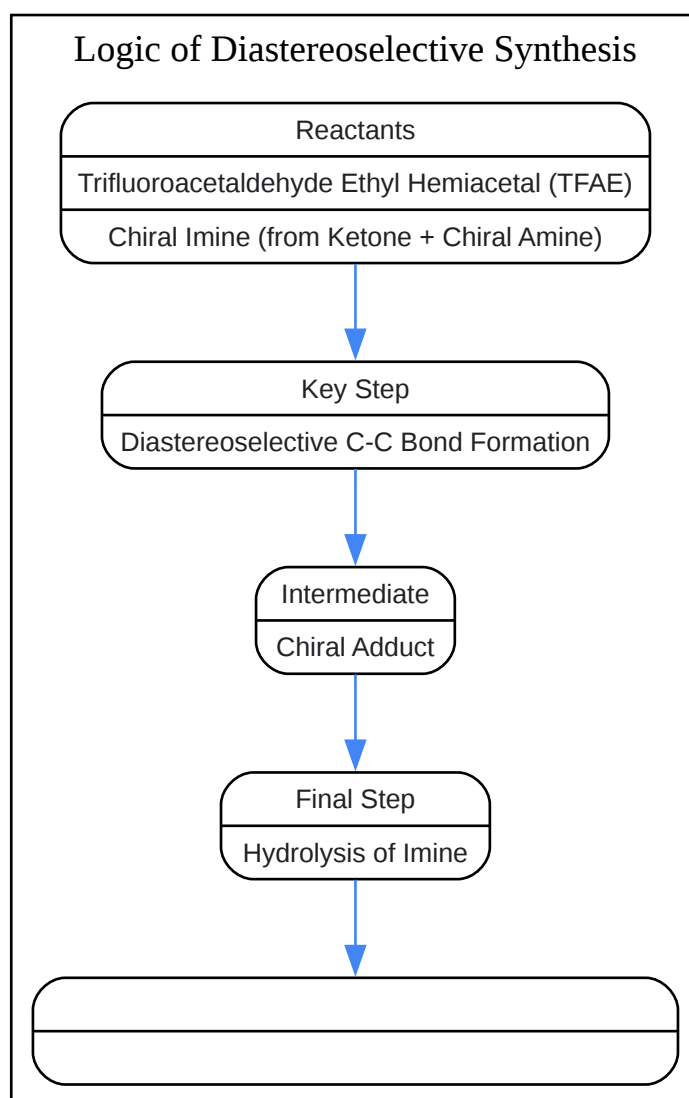 Logic of Diastereoselective Synthesis
Reactants
Trifluoroacetaldehyde Ethyl Hemiacetal (TFAE)
Chiral Imine (from Ketone + Chiral Amine)
Key Step
Diastereoselective C-C Bond Formation
Intermediate
Chiral Adduct
Final Step
Hydrolysis of Imine